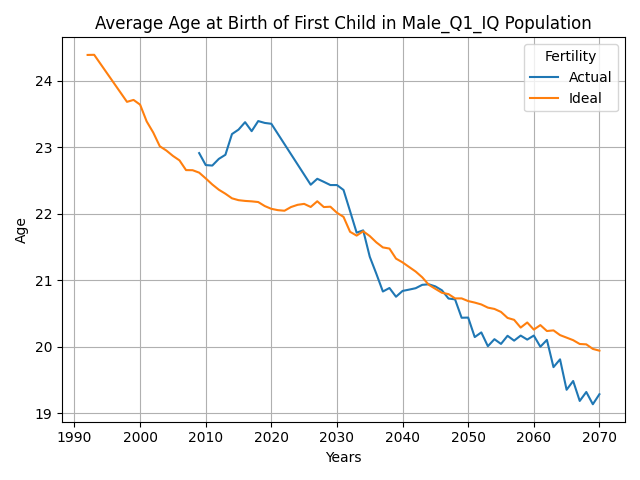 Average Age at Birth of First Child in Male_Q1_IQ Population
Fertility
Actual
Ideal
Age
24
23
22
21
20
19
1990
2000
2010
2020
2030
2040
2050
2060
2070
Years